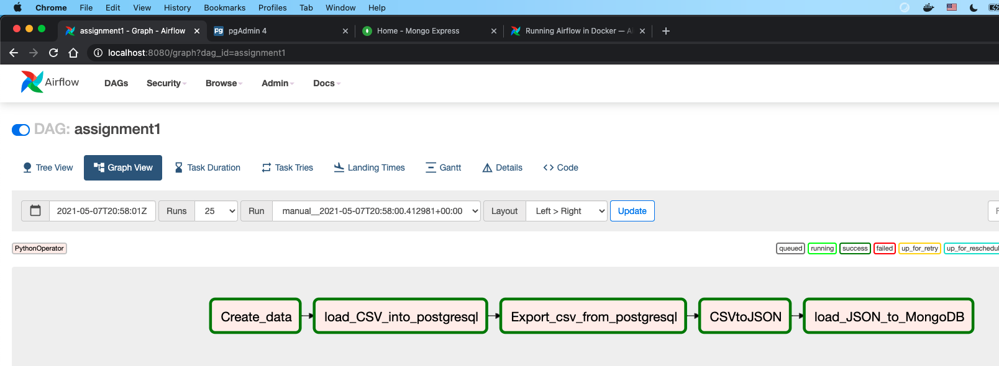 Chrome File Edit View History Bookmarks Profiles Tab Window Help
assignment1 - Graph - Airflow pgAdmin 4 Home - Mongo Express Running Airflow in Docker —
localhost:8080/graph?dag_id=assignment1
Airflow DAGs Security Browse Admin Docs
DAG: assignment1
Tree View Graph View Task Duration Task Tries Landing Times Gantt Details Code
2021-05-07T20:58:01Z Runs 25 Run manual__2021-05-07T20:58:00.412981+00:00 Layout Left > Right Update
PythonOperator queued running success failed up_for_retry up_for_reschedul
Create_data load_CSV_into_postgresql Export_csv_from_postgresql CSVtoJSON load_JSON_to_MongoDB